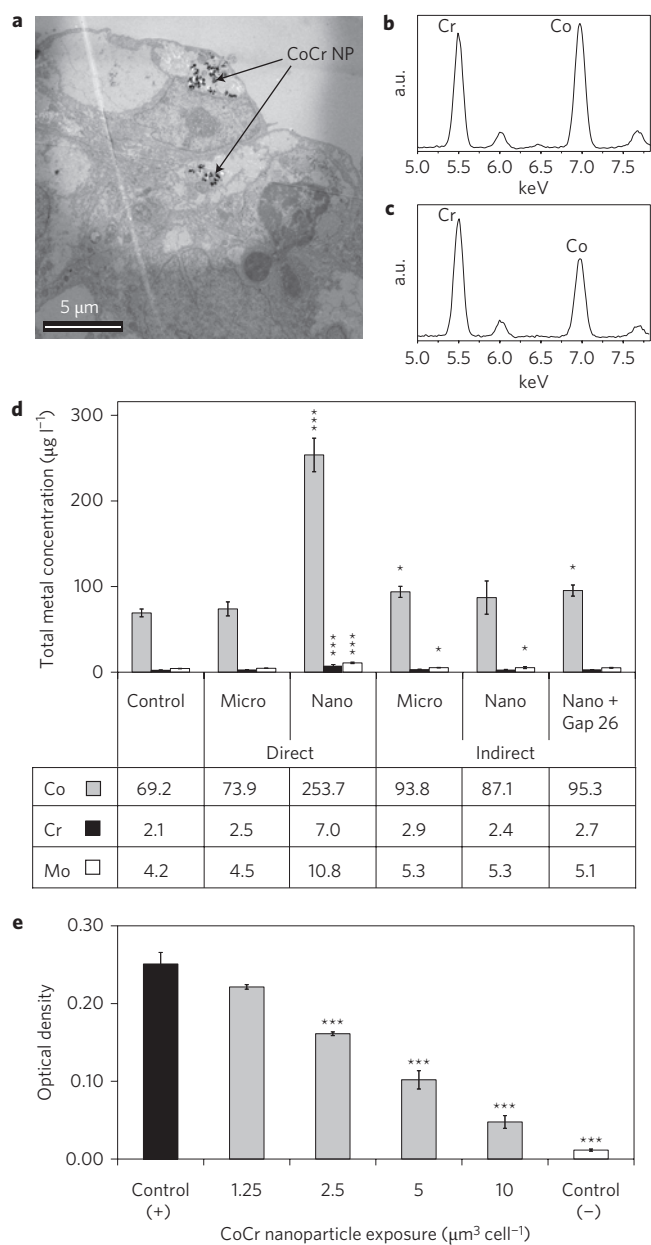 a
CoCr NP
5 μm
b
Cr
Co
a.u.
5.0 5.5 6.0 6.5 7.0 7.5
keV
c
Cr
Co
a.u.
5.0 5.5 6.0 6.5 7.0 7.5
keV
d
Total metal concentration (μg l⁻¹)
300
200
100
0
***
***
***
*
*
*
*
Control Micro Nano Micro Nano Nano +
Gap 26
Direct Indirect
Co 69.2 73.9 253.7 93.8 87.1 95.3
Cr 2.1 2.5 7.0 2.9 2.4 2.7
Mo 4.2 4.5 10.8 5.3 5.3 5.1
e
Optical density
0.30
0.20
0.10
0.00
***
***
***
***
Control 1.25 2.5 5 10 Control
(+) (−)
CoCr nanoparticle exposure (μm³ cell⁻¹)